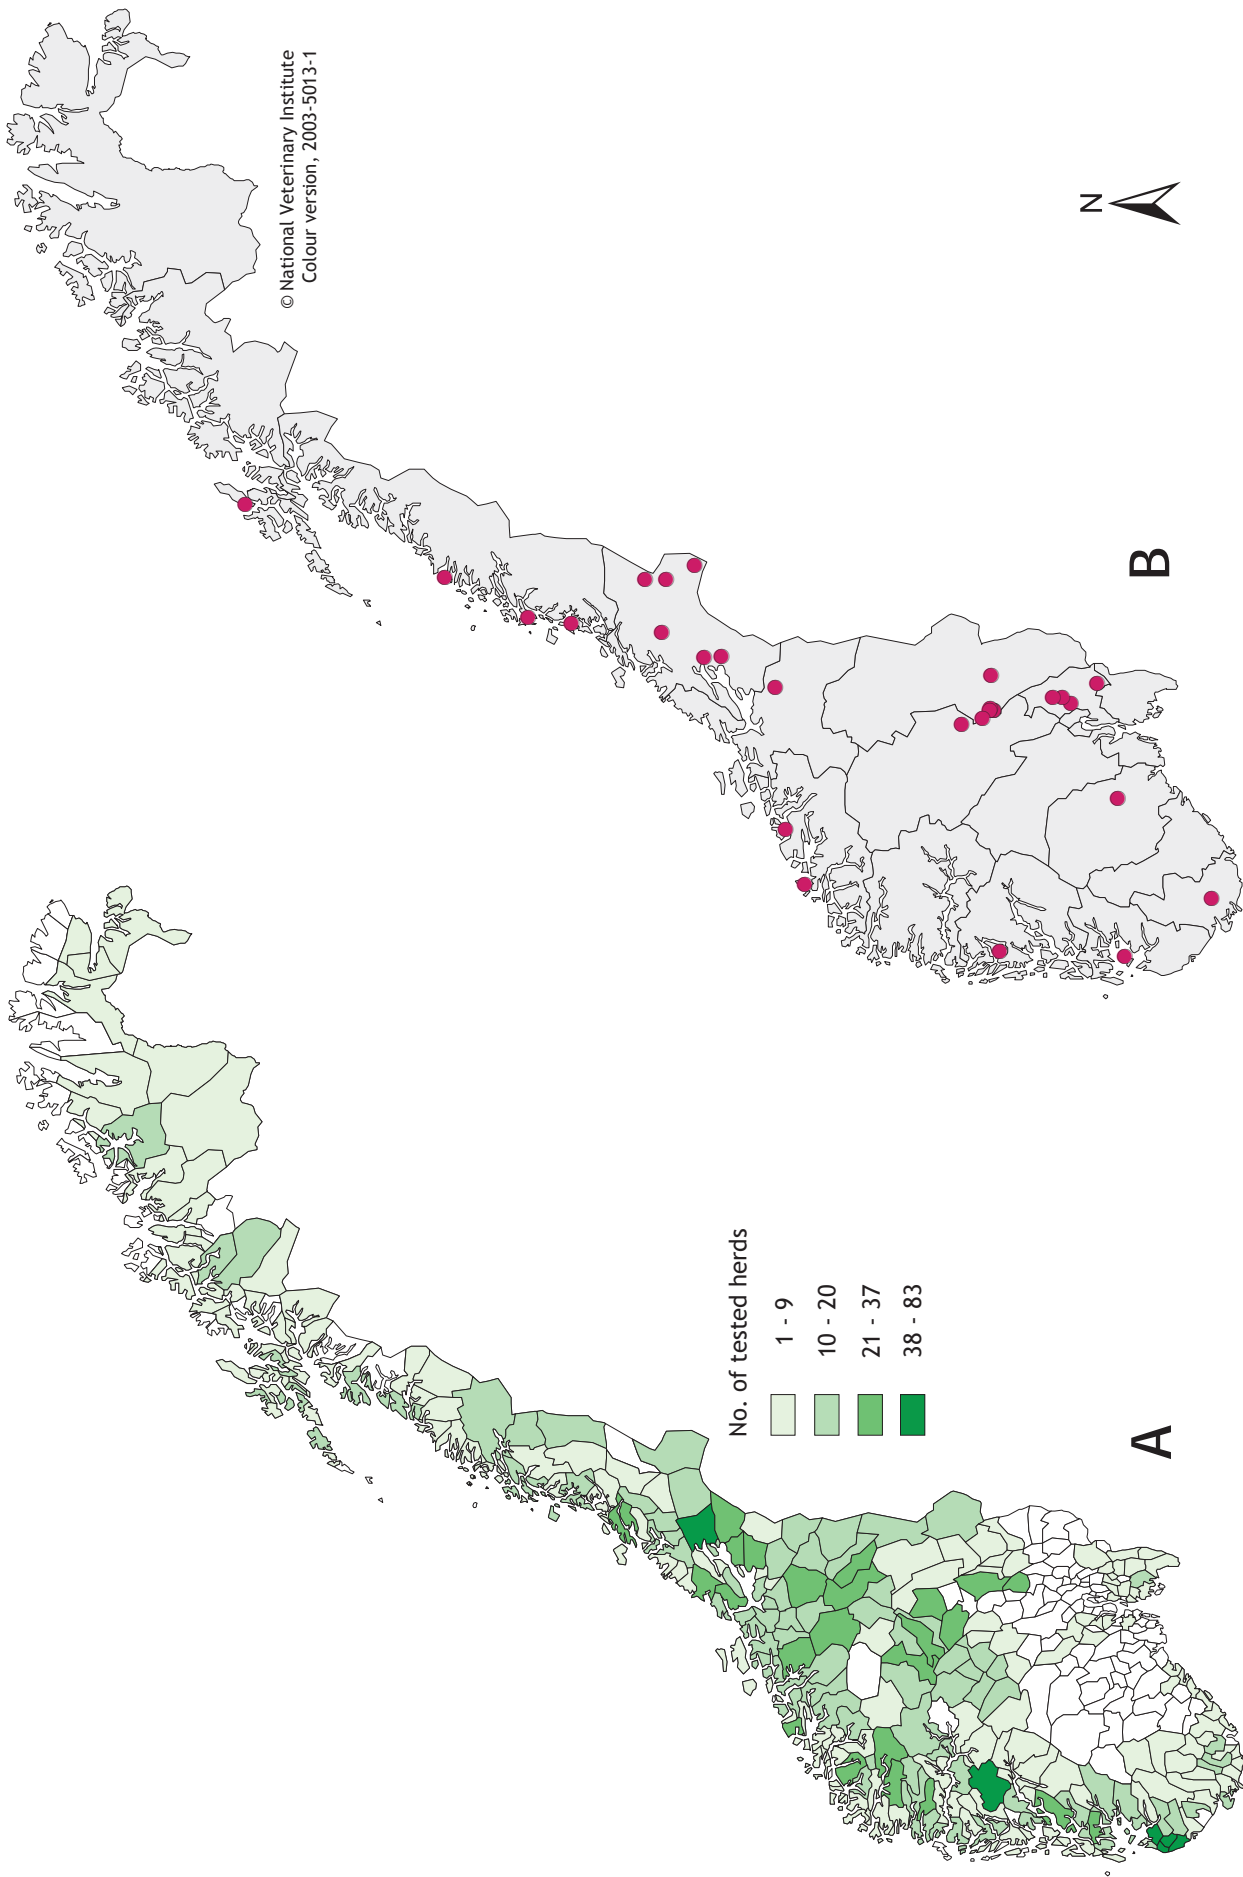 © National Veterinary Institute
Colour version, 2003-5013-1
N
B
No. of tested herds
1 - 9
10 - 20
21 - 37
38 - 83
A